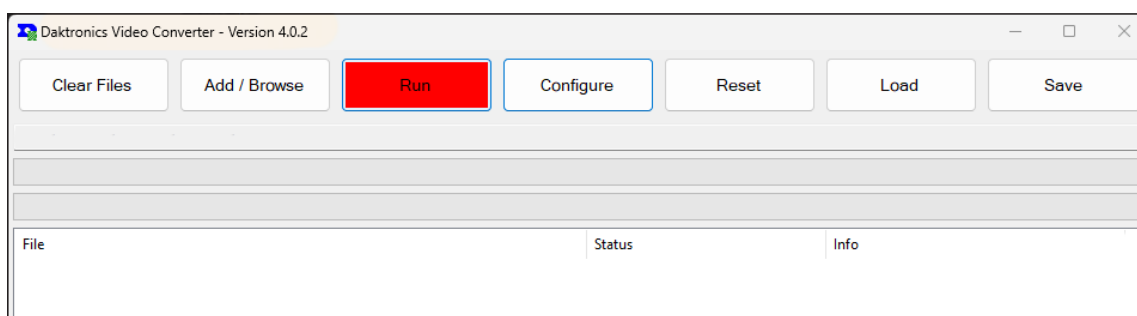 Daktronics Video Converter - Version 4.0.2
Clear Files Add / Browse Run Configure Reset Load Save
File Status Info